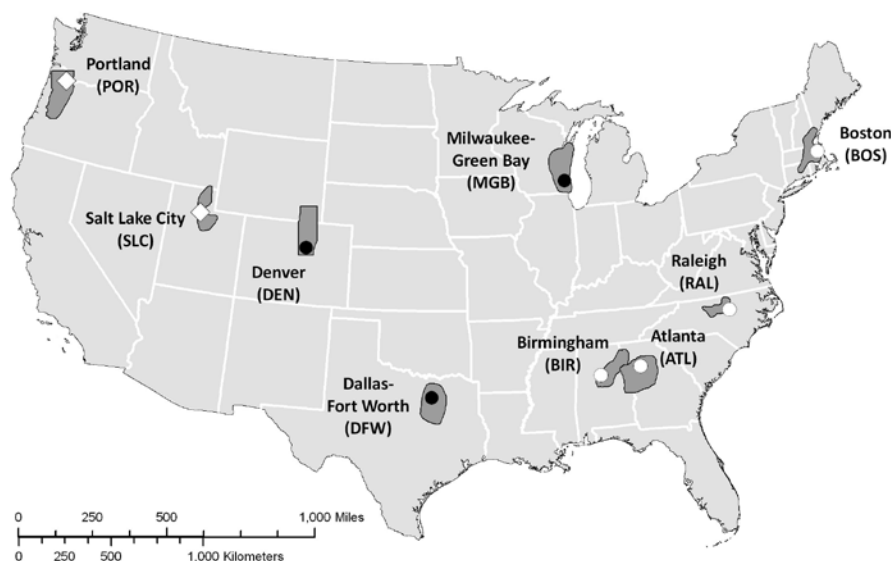 Portland
(POR)
Milwaukee-
Green Bay
(MGB)
Boston
(BOS)
Salt Lake City
(SLC)
Denver
(DEN)
Raleigh
(RAL)
Birmingham
(BIR)
Atlanta
(ATL)
Dallas-
Fort Worth
(DFW)
0 250 500 1,000 Miles
0 250 500 1,000 Kilometers